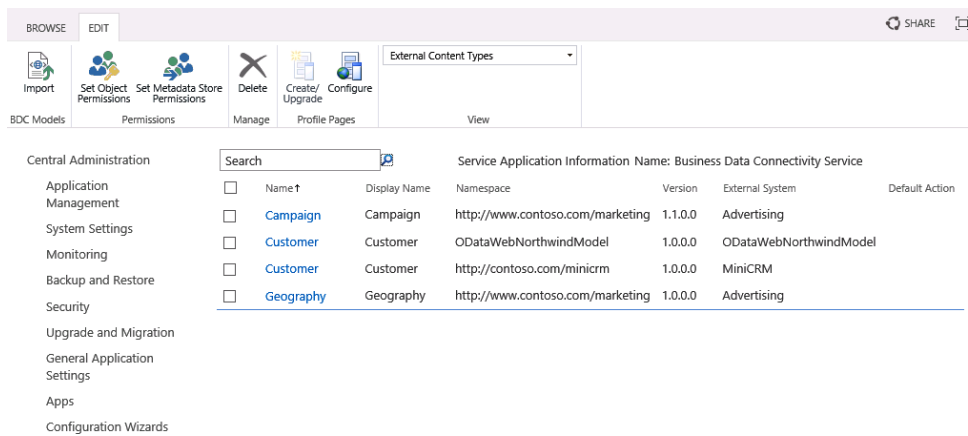 BROWSE EDIT SHARE
Import Set Object Permissions Set Metadata Store Permissions Delete Create/ Upgrade Configure External Content Types
BDC Models Permissions Manage Profile Pages View
Central Administration
Application Management
System Settings
Monitoring
Backup and Restore
Security
Upgrade and Migration
General Application Settings
Apps
Configuration Wizards
Search Service Application Information Name: Business Data Connectivity Service
Name↑ Display Name Namespace Version External System Default Action
Campaign Campaign http://www.contoso.com/marketing 1.1.0.0 Advertising
Customer Customer ODataWebNorthwindModel 1.0.0.0 ODataWebNorthwindModel
Customer Customer http://contoso.com/minicrm 1.0.0.0 MiniCRM
Geography Geography http://www.contoso.com/marketing 1.0.0.0 Advertising